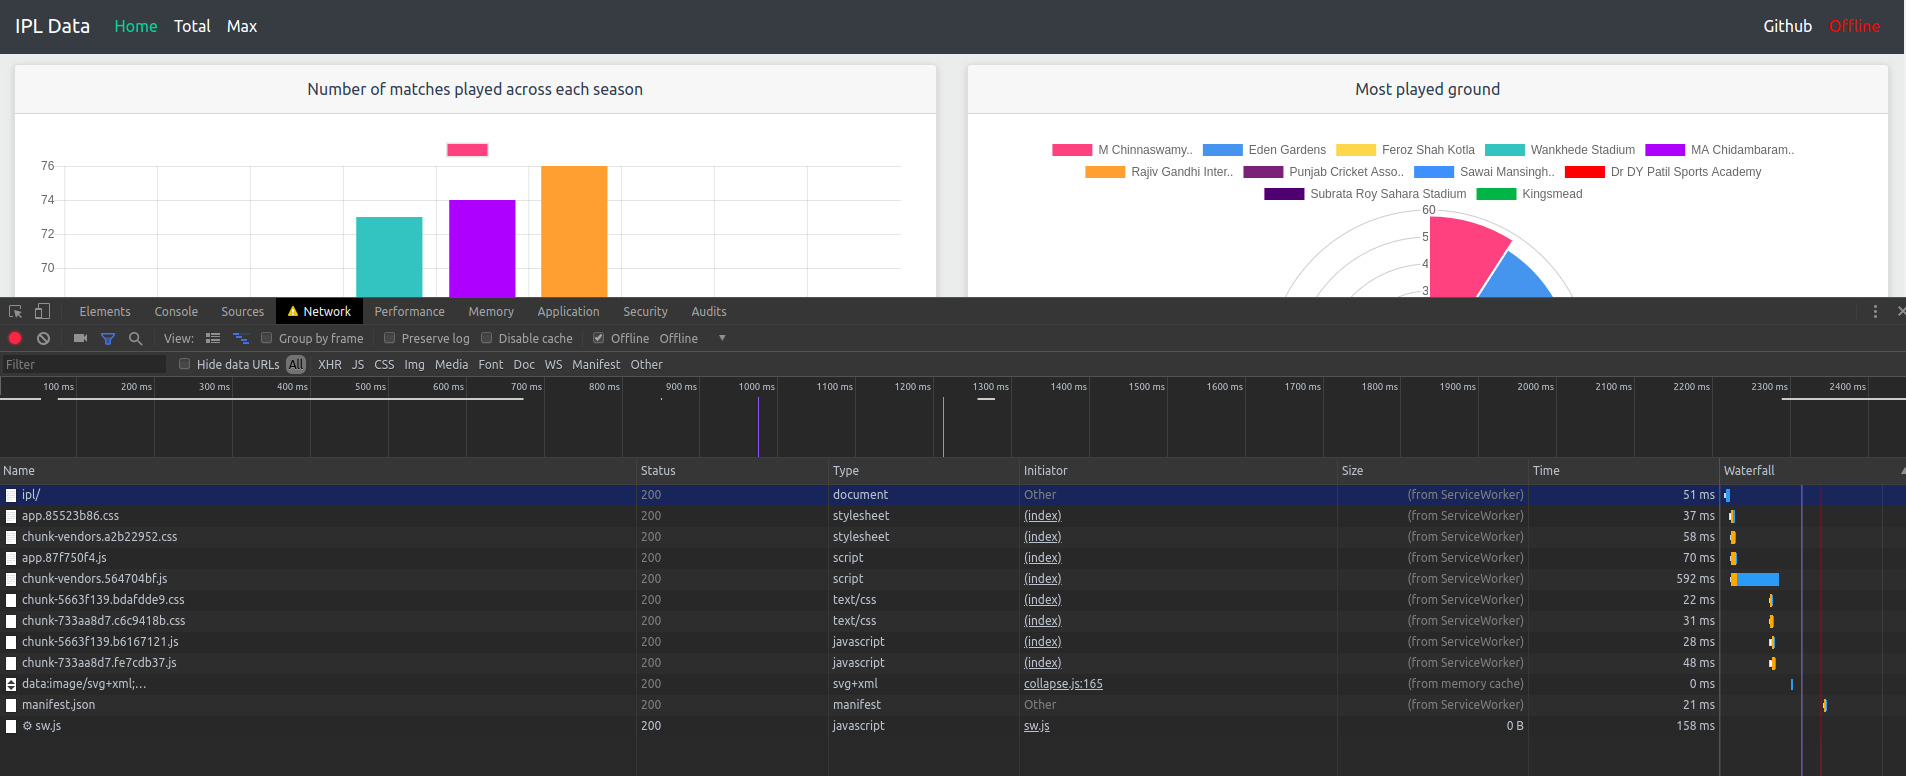 IPL Data Home Total Max Github Offline
Number of matches played across each season
76
74
72
70
Most played ground
M Chinnaswamy.. Eden Gardens Feroz Shah Kotla Wankhede Stadium MA Chidambaram..
Rajiv Gandhi Inter.. Punjab Cricket Asso.. Sawai Mansingh.. Dr DY Patil Sports Academy
Subrata Roy Sahara Stadium Kingsmead
60
5
4
3
Elements Console Sources Network Performance Memory Application Security Audits
View: Group by frame Preserve log Disable cache Offline Offline
Filter Hide data URLs All XHR JS CSS Img Media Font Doc WS Manifest Other
100 ms 200 ms 300 ms 400 ms 500 ms 600 ms 700 ms 800 ms 900 ms 1000 ms 1100 ms 1200 ms 1300 ms 1400 ms 1500 ms 1600 ms 1700 ms 1800 ms 1900 ms 2000 ms 2100 ms 2200 ms 2300 ms 2400 ms
Name Status Type Initiator Size Time Waterfall
ipl/ 200 document Other (from ServiceWorker) 51 ms
app.85523b86.css 200 stylesheet (index) (from ServiceWorker) 37 ms
chunk-vendors.a2b22952.css 200 stylesheet (index) (from ServiceWorker) 58 ms
app.87f750f4.js 200 script (index) (from ServiceWorker) 70 ms
chunk-vendors.564704bf.js 200 script (index) (from ServiceWorker) 592 ms
chunk-5663f139.bdafdde9.css 200 text/css (index) (from ServiceWorker) 22 ms
chunk-733aa8d7.c6c9418b.css 200 text/css (index) (from ServiceWorker) 31 ms
chunk-5663f139.b6167121.js 200 javascript (index) (from ServiceWorker) 28 ms
chunk-733aa8d7.fe7cdb37.js 200 javascript (index) (from ServiceWorker) 48 ms
data:image/svg+xml;... 200 svg+xml collapse.js:165 (from memory cache) 0 ms
manifest.json 200 manifest Other (from ServiceWorker) 21 ms
sw.js 200 javascript sw.js 0 B 158 ms